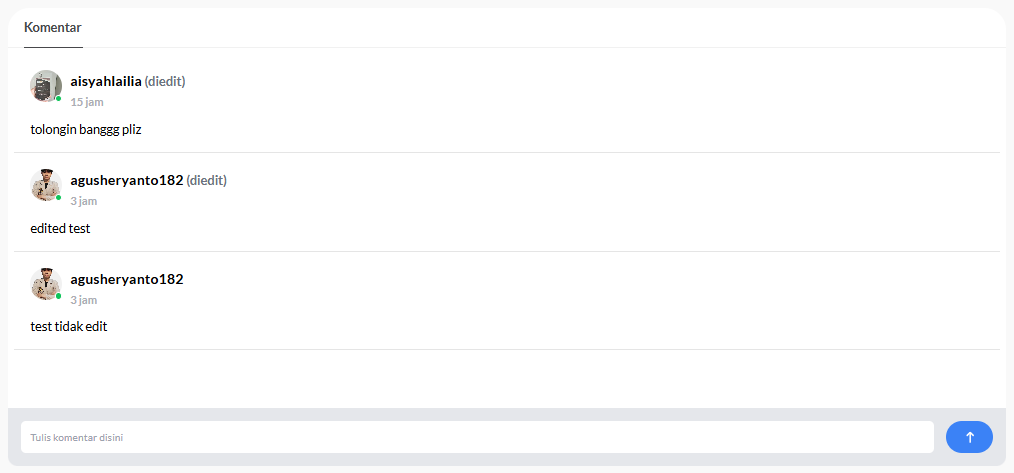 Komentar
aisyahlailia (diedit)
15 jam
tolongin banggg pliz
agusheryanto182 (diedit)
3 jam
edited test
agusheryanto182
3 jam
test tidak edit
Tulis komentar disini